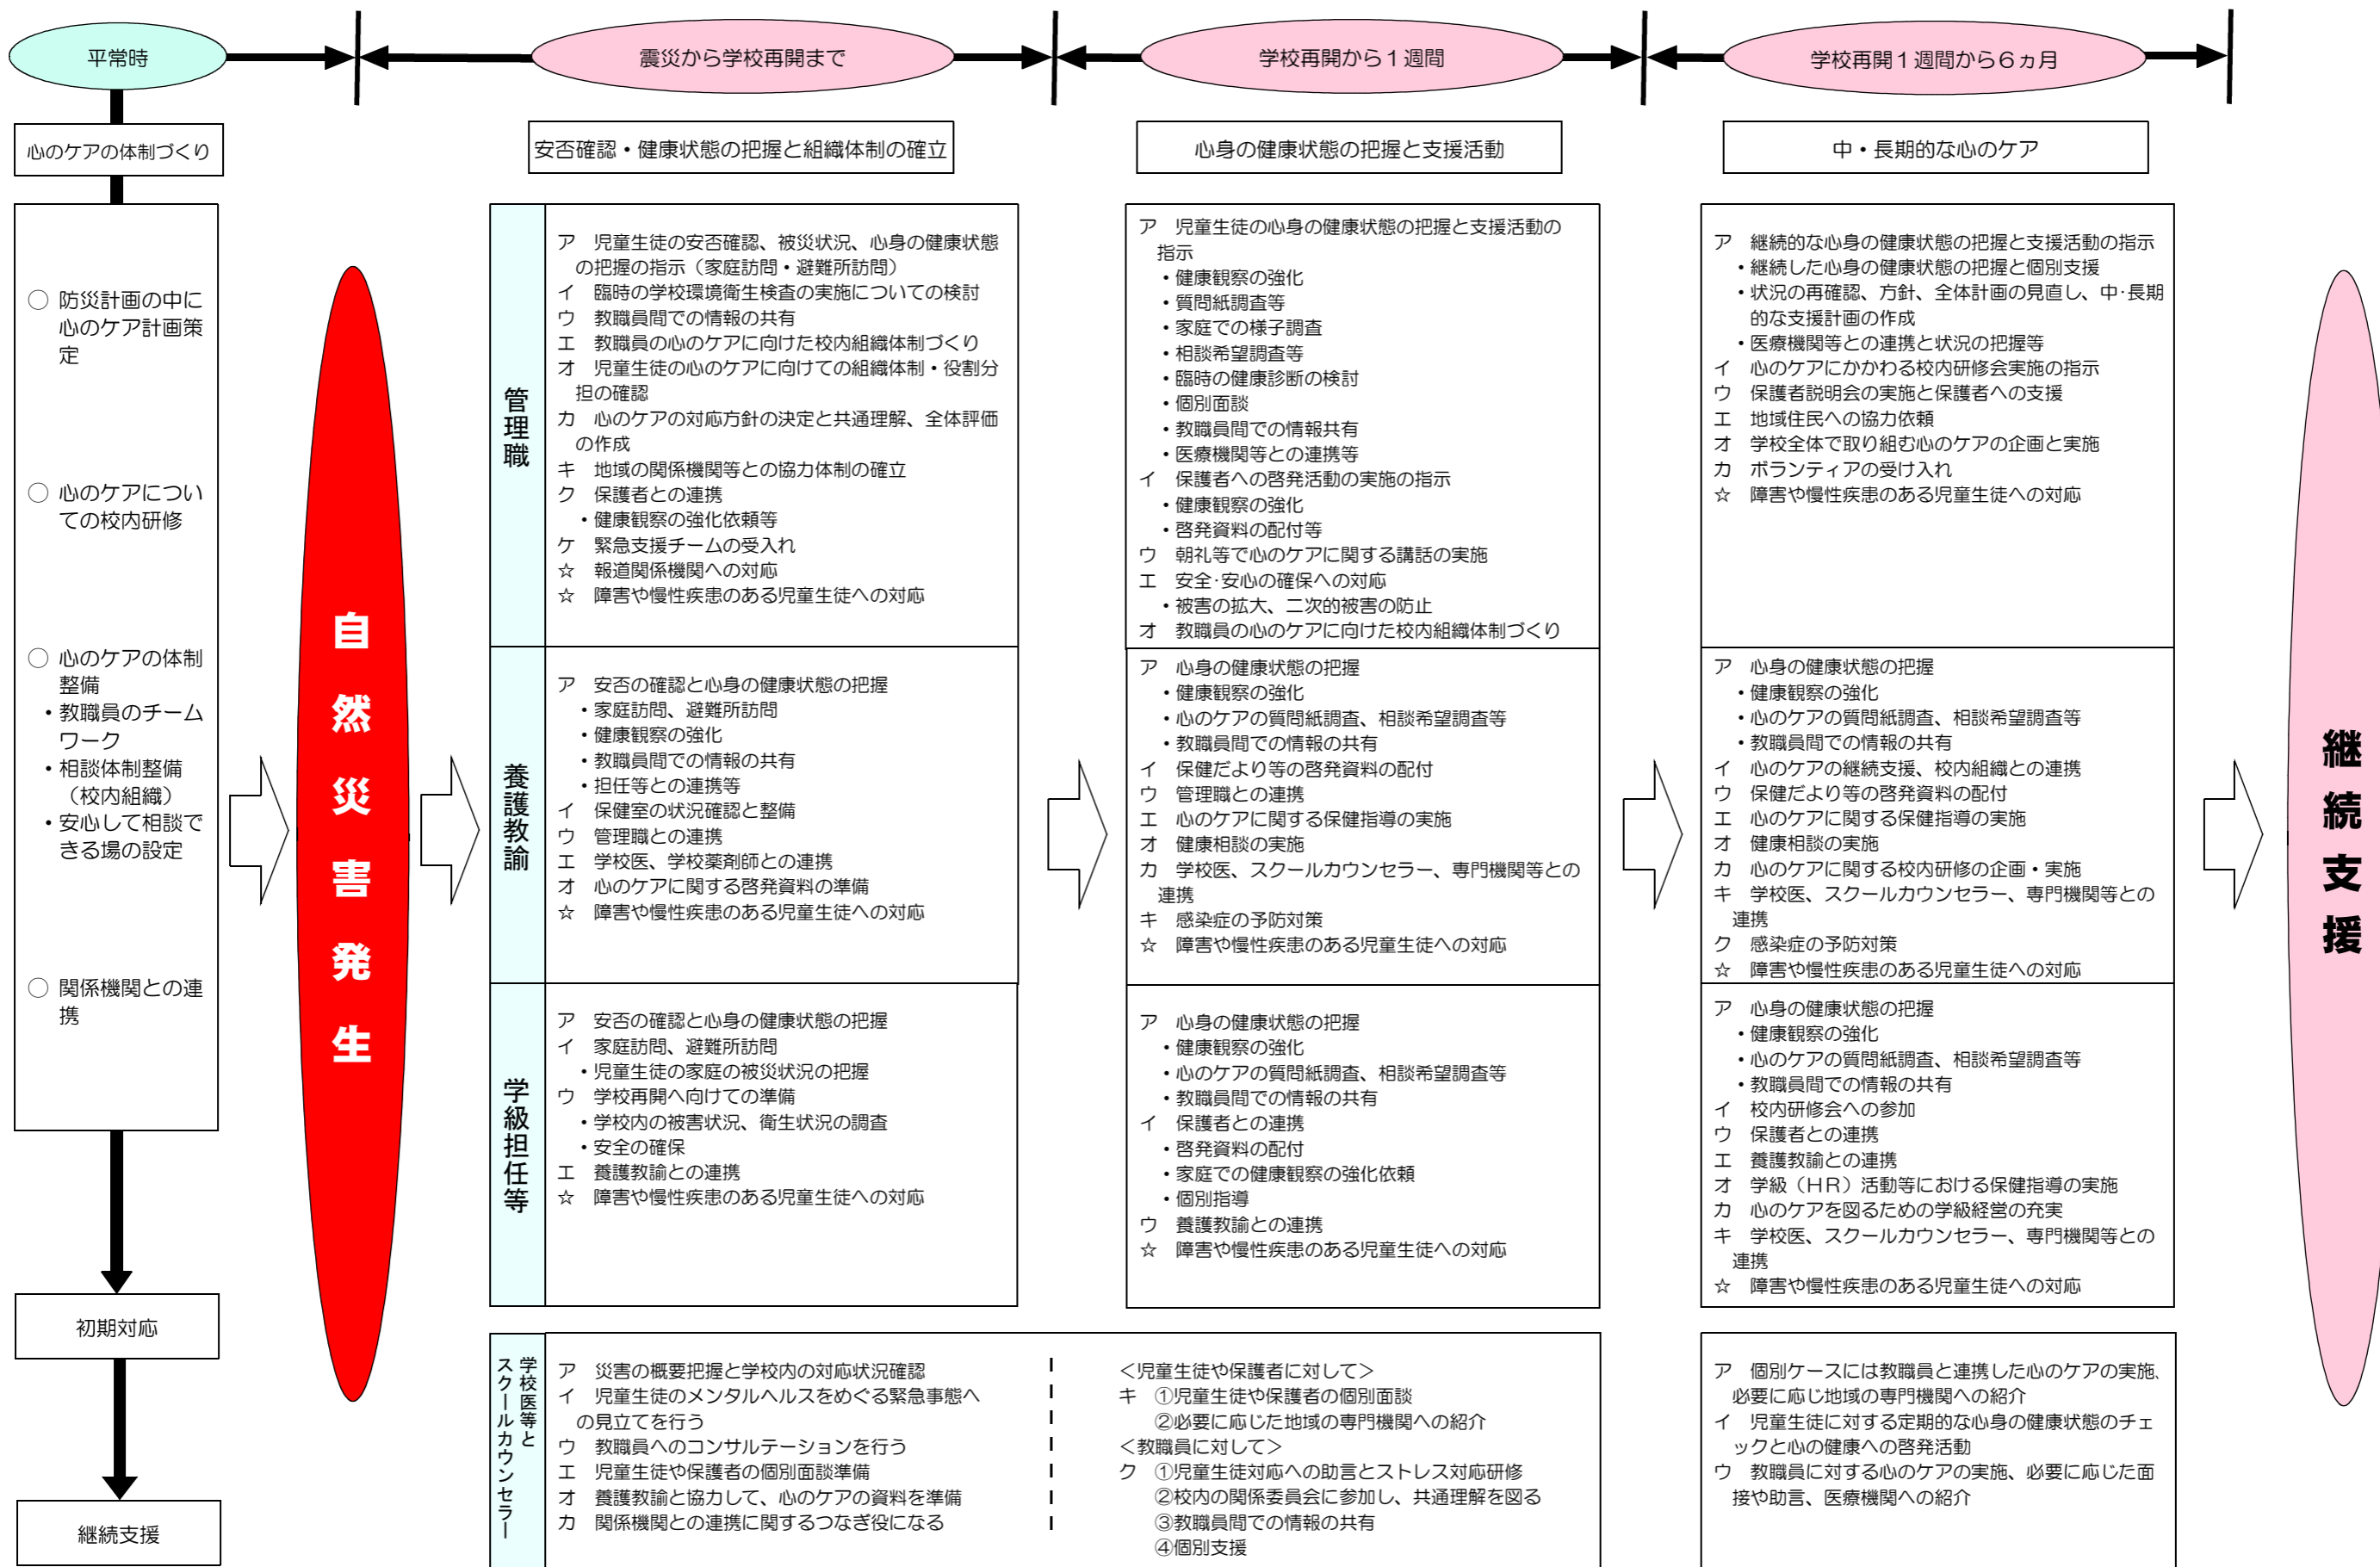 平常時
震災から学校再開まで
学校再開から１週間
学校再開１週間から６ヵ月
心のケアの体制づくり
安否確認・健康状態の把握と組織体制の確立
心身の健康状態の把握と支援活動
中・長期的な心のケア
○ 防災計画の中に
心のケア計画策
定
○ 心のケアについ
ての校内研修
○ 心のケアの体制
整備
・教職員のチーム
ワーク
・相談体制整備
（校内組織）
・安心して相談で
きる場の設定
○ 関係機関との連
携
初期対応
継続支援
自然災害発生
管理職
ア　児童生徒の安否確認、被災状況、心身の健康状態
の把握の指示（家庭訪問・避難所訪問）
イ　臨時の学校環境衛生検査の実施についての検討
ウ　教職員間での情報の共有
エ　教職員の心のケアに向けた校内組織体制づくり
オ　児童生徒の心のケアに向けての組織体制・役割分
担の確認
カ　心のケアの対応方針の決定と共通理解、全体評価
の作成
キ　地域の関係機関等との協力体制の確立
ク　保護者との連携
・健康観察の強化依頼等
ケ　緊急支援チームの受入れ
☆　報道関係機関への対応
☆　障害や慢性疾患のある児童生徒への対応
ア　児童生徒の心身の健康状態の把握と支援活動の
指示
・健康観察の強化
・質問紙調査等
・家庭での様子調査
・相談希望調査等
・臨時の健康診断の検討
・個別面談
・教職員間での情報共有
・医療機関等との連携等
イ　保護者への啓発活動の実施の指示
・健康観察の強化
・啓発資料の配付等
ウ　朝礼等で心のケアに関する講話の実施
エ　安全･安心の確保への対応
・被害の拡大、二次的被害の防止
オ　教職員の心のケアに向けた校内組織体制づくり
ア　継続的な心身の健康状態の把握と支援活動の指示
・継続した心身の健康状態の把握と個別支援
・状況の再確認、方針、全体計画の見直し、中･長期
的な支援計画の作成
・医療機関等との連携と状況の把握等
イ　心のケアにかかわる校内研修会実施の指示
ウ　保護者説明会の実施と保護者への支援
エ　地域住民への協力依頼
オ　学校全体で取り組む心のケアの企画と実施
カ　ボランティアの受け入れ
☆　障害や慢性疾患のある児童生徒への対応
養護教諭
ア　安否の確認と心身の健康状態の把握
・家庭訪問、避難所訪問
・健康観察の強化
・教職員間での情報の共有
・担任等との連携等
イ　保健室の状況確認と整備
ウ　管理職との連携
エ　学校医、学校薬剤師との連携
オ　心のケアに関する啓発資料の準備
☆　障害や慢性疾患のある児童生徒への対応
ア　心身の健康状態の把握
・健康観察の強化
・心のケアの質問紙調査、相談希望調査等
・教職員間での情報の共有
イ　保健だより等の啓発資料の配付
ウ　管理職との連携
エ　心のケアに関する保健指導の実施
オ　健康相談の実施
カ　学校医、スクールカウンセラー、専門機関等との
連携
キ　感染症の予防対策
☆　障害や慢性疾患のある児童生徒への対応
ア　心身の健康状態の把握
・健康観察の強化
・心のケアの質問紙調査、相談希望調査等
・教職員間での情報の共有
イ　心のケアの継続支援、校内組織との連携
ウ　保健だより等の啓発資料の配付
エ　心のケアに関する保健指導の実施
オ　健康相談の実施
カ　心のケアに関する校内研修の企画・実施
キ　学校医、スクールカウンセラー、専門機関等との
連携
ク　感染症の予防対策
☆　障害や慢性疾患のある児童生徒への対応
学級担任等
ア　安否の確認と心身の健康状態の把握
イ　家庭訪問、避難所訪問
・児童生徒の家庭の被災状況の把握
ウ　学校再開へ向けての準備
・学校内の被害状況、衛生状況の調査
・安全の確保
エ　養護教諭との連携
☆　障害や慢性疾患のある児童生徒への対応
ア　心身の健康状態の把握
・健康観察の強化
・心のケアの質問紙調査、相談希望調査等
・教職員間での情報の共有
イ　保護者との連携
・啓発資料の配付
・家庭での健康観察の強化依頼
・個別指導
ウ　養護教諭との連携
☆　障害や慢性疾患のある児童生徒への対応
ア　心身の健康状態の把握
・健康観察の強化
・心のケアの質問紙調査、相談希望調査等
・教職員間での情報の共有
イ　校内研修会への参加
ウ　保護者との連携
エ　養護教諭との連携
オ　学級（ＨＲ）活動等における保健指導の実施
カ　心のケアを図るための学級経営の充実
キ　学校医、スクールカウンセラー、専門機関等との
連携
☆　障害や慢性疾患のある児童生徒への対応
学校医等と
スクールカウンセラー
ア　災害の概要把握と学校内の対応状況確認
イ　児童生徒のメンタルヘルスをめぐる緊急事態へ
の見立てを行う
ウ　教職員へのコンサルテーションを行う
エ　児童生徒や保護者の個別面談準備
オ　養護教諭と協力して、心のケアの資料を準備
カ　関係機関との連携に関するつなぎ役になる
＜児童生徒や保護者に対して＞
キ　①児童生徒や保護者の個別面談
②必要に応じた地域の専門機関への紹介
＜教職員に対して＞
ク　①児童生徒対応への助言とストレス対応研修
②校内の関係委員会に参加し、共通理解を図る
③教職員間での情報の共有
④個別支援
ア　個別ケースには教職員と連携した心のケアの実施、
必要に応じ地域の専門機関への紹介
イ　児童生徒に対する定期的な心身の健康状態のチェ
ックと心の健康への啓発活動
ウ　教職員に対する心のケアの実施、必要に応じた面
接や助言、医療機関への紹介
継続支援